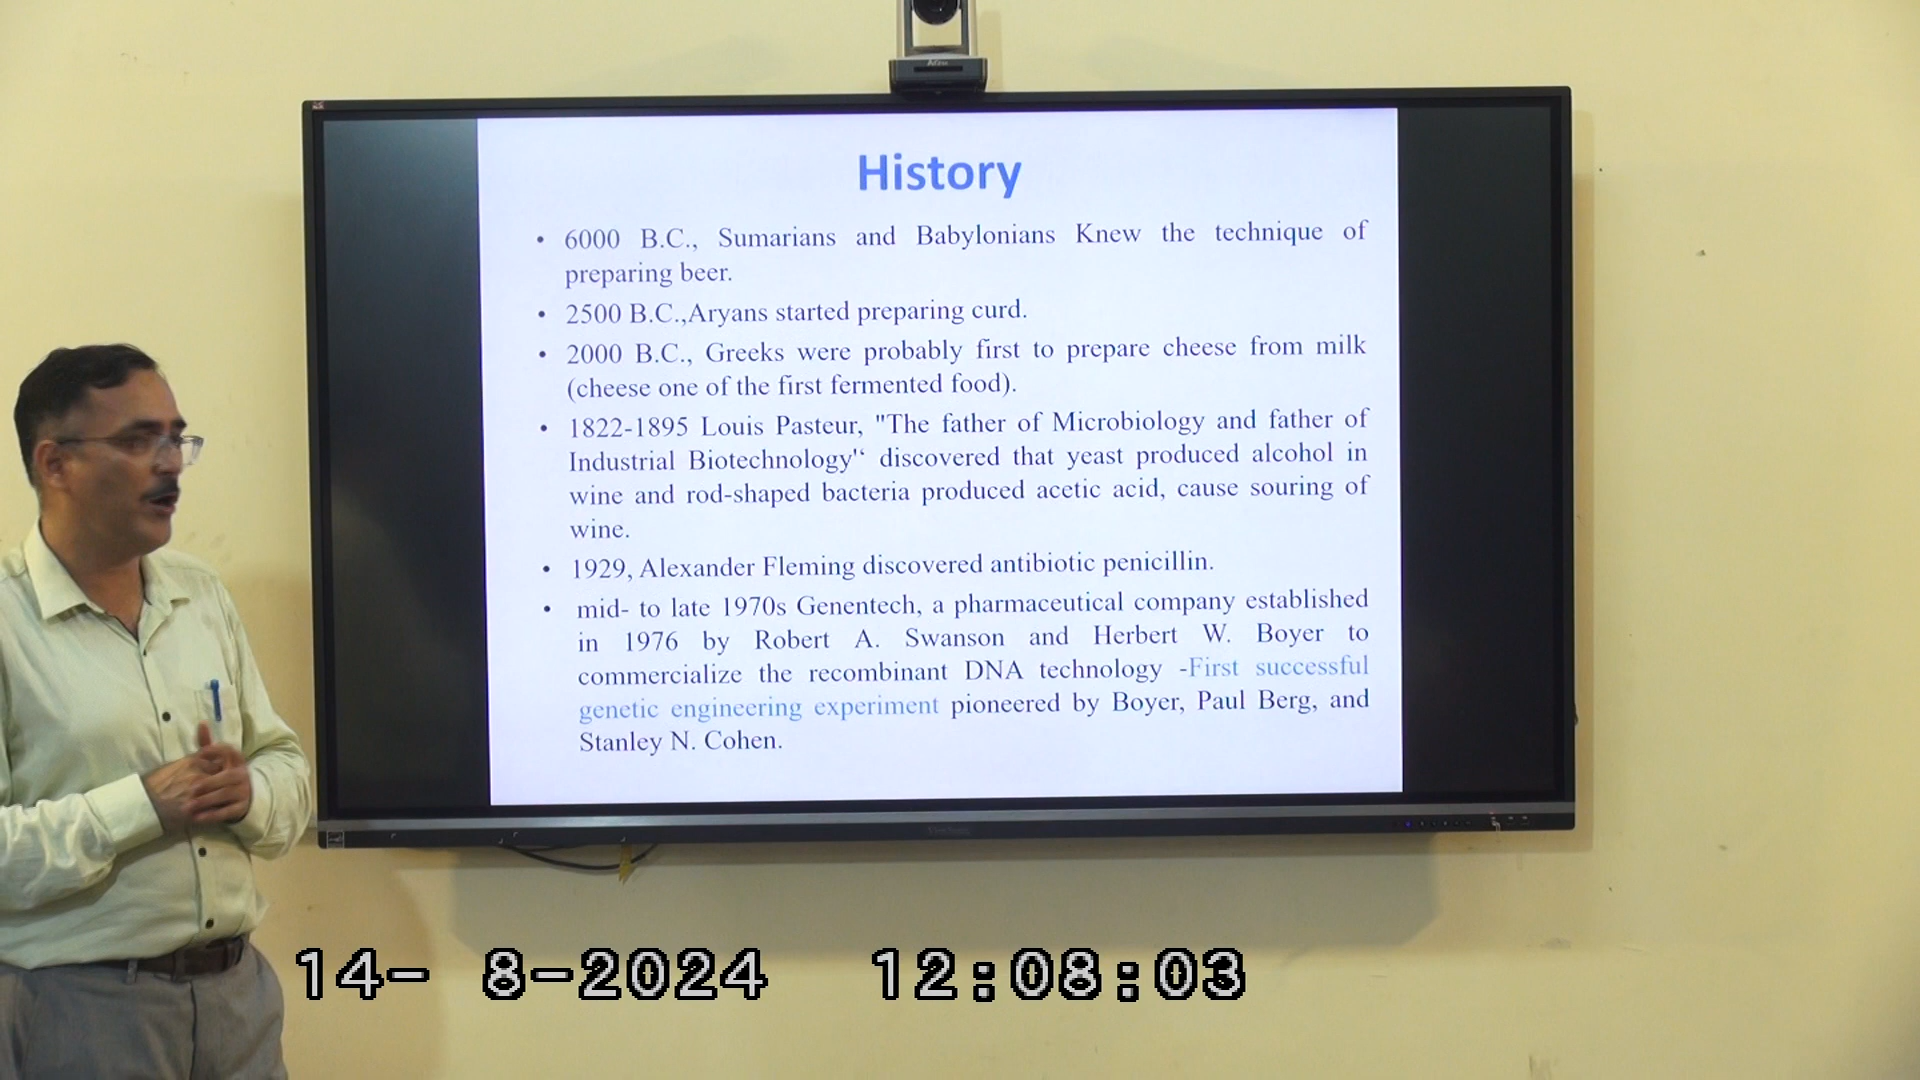 History
• 6000 B.C., Sumarians and Babylonians Knew the technique of
preparing beer.
• 2500 B.C.,Aryans started preparing curd.
• 2000 B.C., Greeks were probably first to prepare cheese from milk
(cheese one of the first fermented food).
• 1822-1895 Louis Pasteur, "The father of Microbiology and father of
Industrial Biotechnology"‘ discovered that yeast produced alcohol in
wine and rod-shaped bacteria produced acetic acid, cause souring of
wine.
• 1929, Alexander Fleming discovered antibiotic penicillin.
• mid- to late 1970s Genentech, a pharmaceutical company established
in 1976 by Robert A. Swanson and Herbert W. Boyer to
commercialize the recombinant DNA technology -First successful
genetic engineering experiment pioneered by Boyer, Paul Berg, and
Stanley N. Cohen.
14- 8-2024 12:08:03